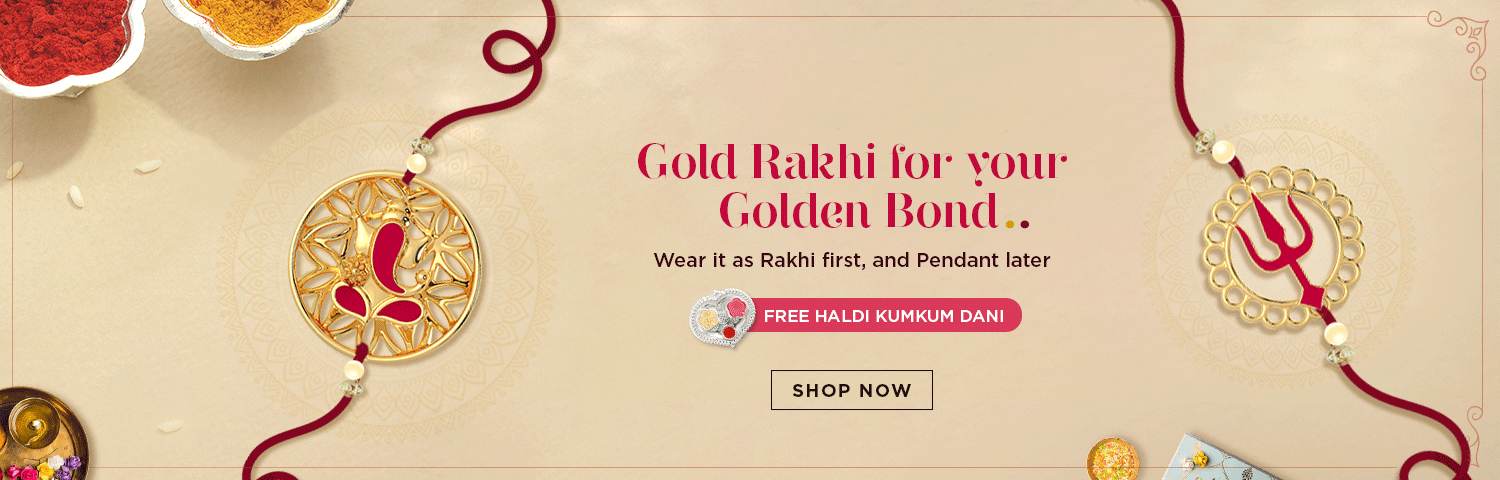 Gold Rakhi for your
Golden Bond..
Wear it as Rakhi first, and Pendant later
FREE HALDI KUMKUM DANI
SHOP NOW